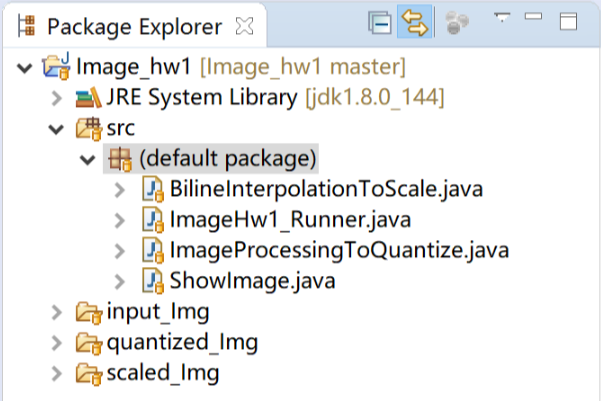 Package Explorer
Image_hw1 [Image_hw1 master]
JRE System Library [jdk1.8.0_144]
src
(default package)
BilineInterpolationToScale.java
ImageHw1_Runner.java
ImageProcessingToQuantize.java
ShowImage.java
input_Img
quantized_Img
scaled_Img